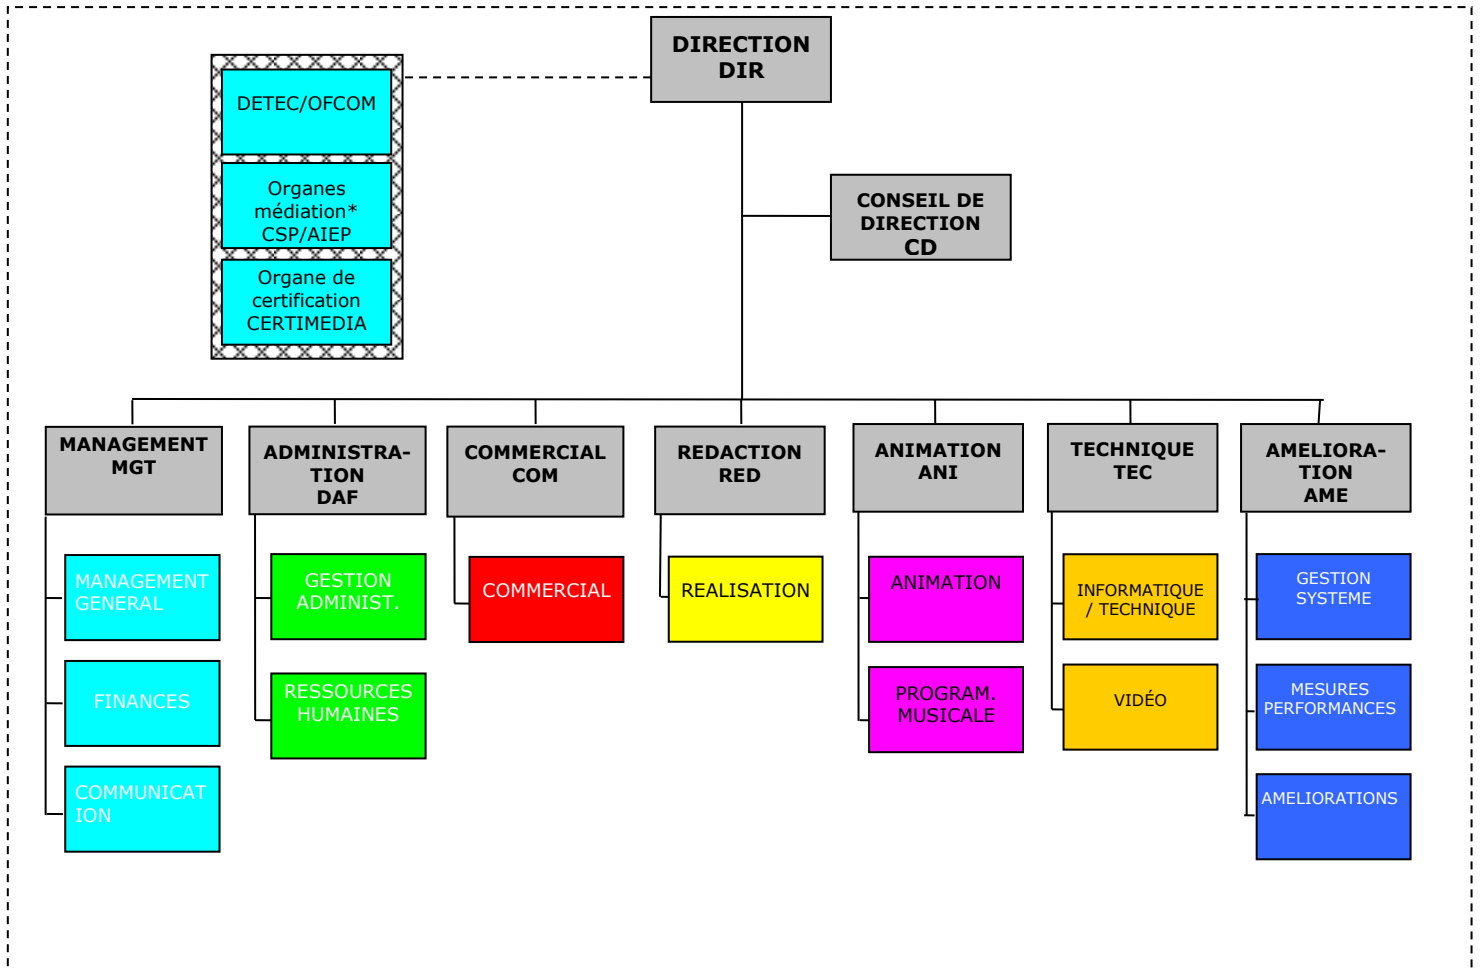 DIRECTION
DIR
DETEC/OFCOM
Organes
médiation*
CSP/AIEP
Organe de
certification
CERTIMEDIA
CONSEIL DE
DIRECTION
CD
MANAGEMENT
MGT
ADMINISTRA-
TION
DAF
COMMERCIAL
COM
REDACTION
RED
ANIMATION
ANI
TECHNIQUE
TEC
AMELIORA-
TION
AME
MANAGEMENT
GENERAL
GESTION
ADMINIST.
COMMERCIAL
REALISATION
ANIMATION
INFORMATIQUE
/ TECHNIQUE
GESTION
SYSTEME
FINANCES
RESSOURCES
HUMAINES
PROGRAM.
MUSICALE
VIDÉO
MESURES
PERFORMANCES
COMMUNICAT
ION
AMELIORATIONS